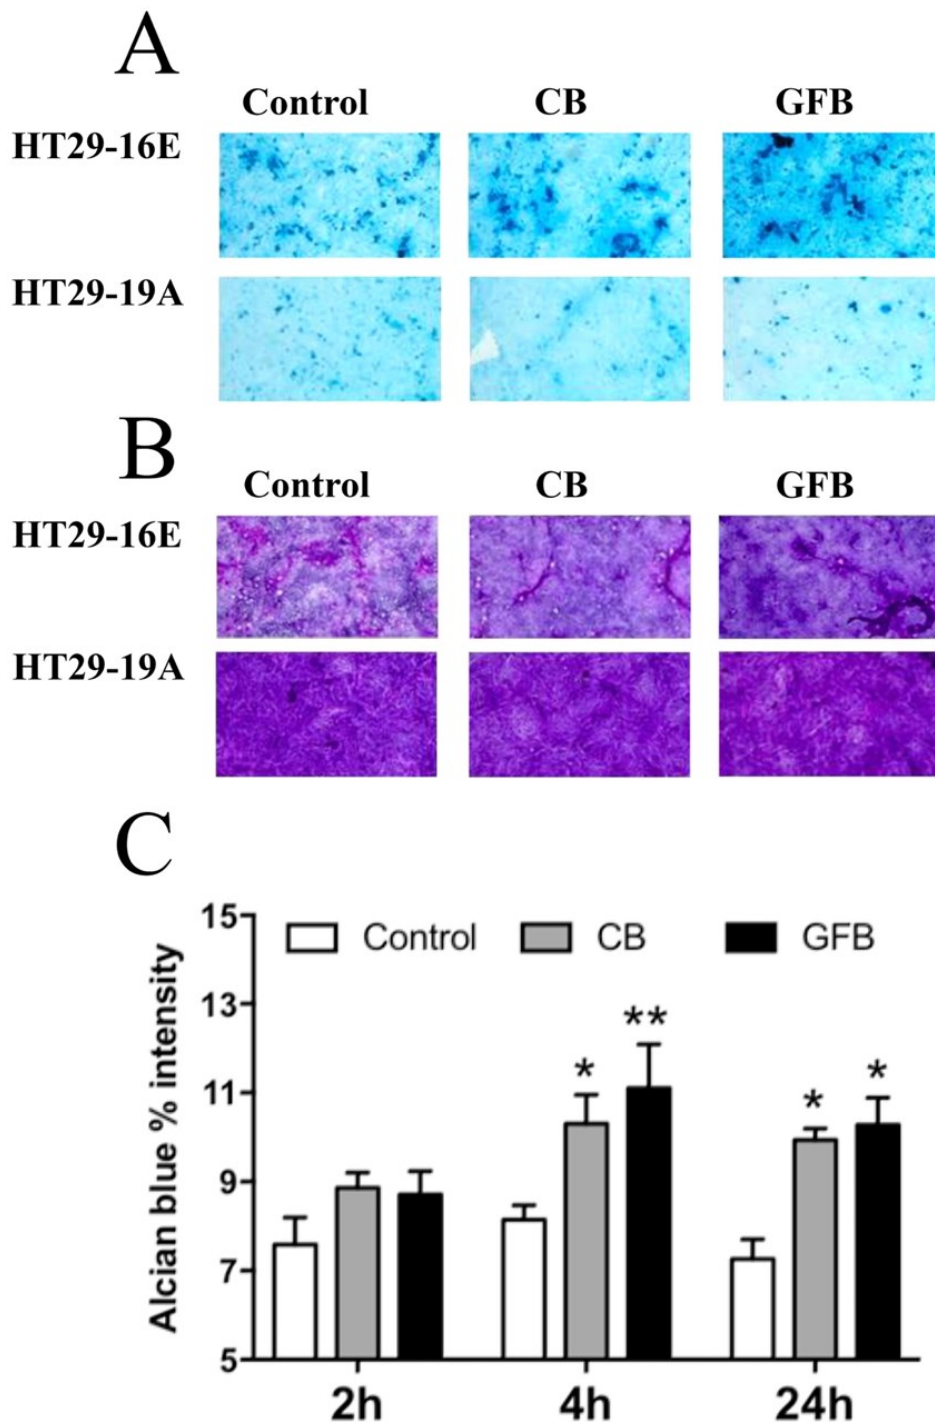 A
Control CB GFB
HT29-16E
HT29-19A
B
Control CB GFB
HT29-16E
HT29-19A
C
Alcian blue % intensity
15
13
11
9
7
5
Control CB GFB
* **
* *
2h 4h 24h